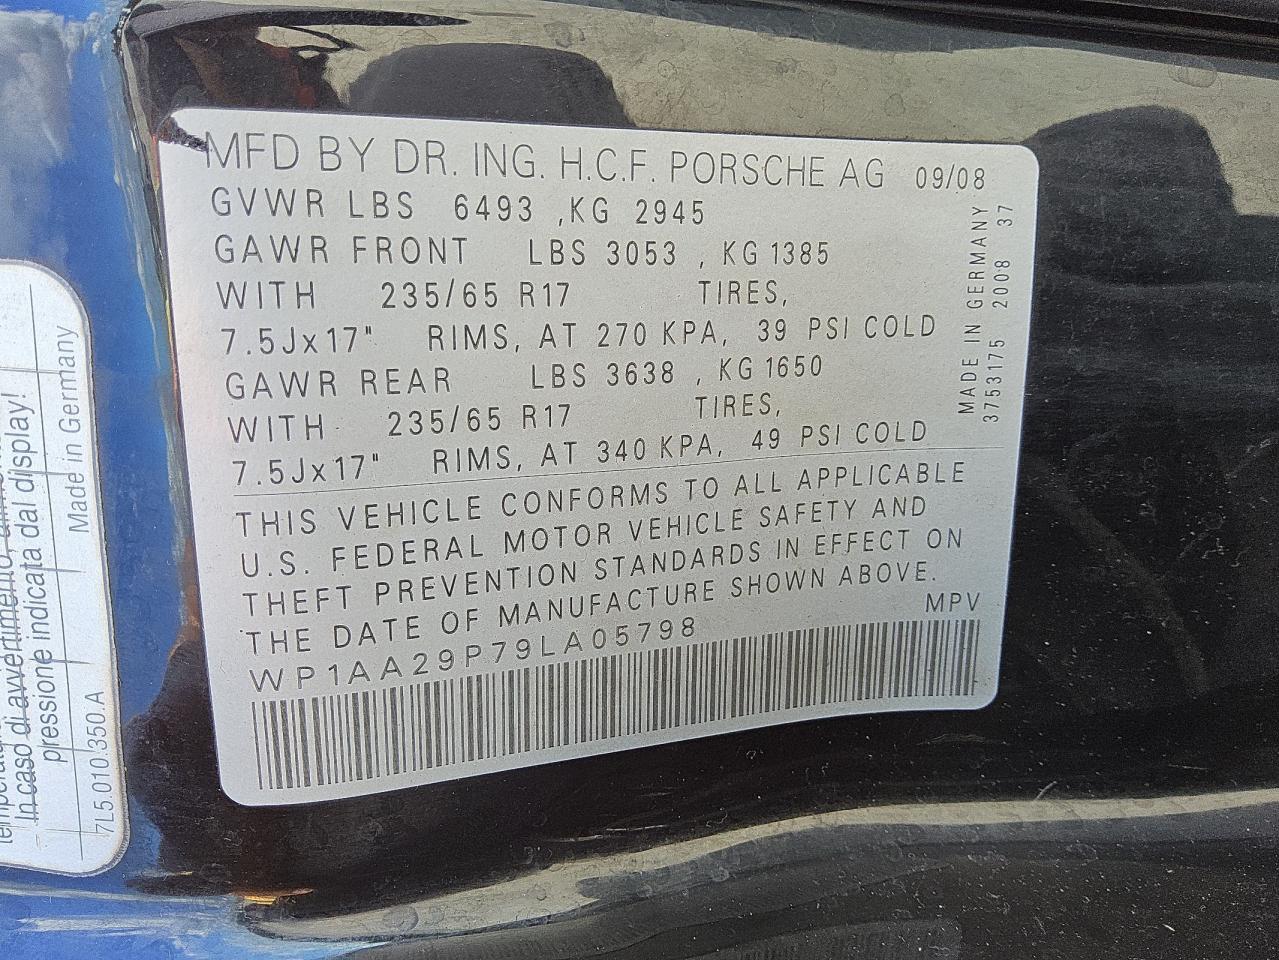 MFD BY DR. ING. H.C.F. PORSCHE AG 09/08
GVWR LBS 6493 ,KG 2945
GAWR FRONT LBS 3053 , KG 1385
WITH 235/65 R17 TIRES,
7.5Jx17" RIMS, AT 270 KPA, 39 PSI COLD
GAWR REAR LBS 3638 , KG 1650
WITH 235/65 R17 TIRES,
7.5Jx17" RIMS, AT 340 KPA, 49 PSI COLD
THIS VEHICLE CONFORMS TO ALL APPLICABLE
U.S. FEDERAL MOTOR VEHICLE SAFETY AND
THEFT PREVENTION STANDARDS IN EFFECT ON
THE DATE OF MANUFACTURE SHOWN ABOVE.
WP1AA29P79LA05798 MPV
MADE IN GERMANY
3753175 2008 37
In caso di avvertimento,
pressione indicata dal display!
7L5.010.350.A Made in Germany